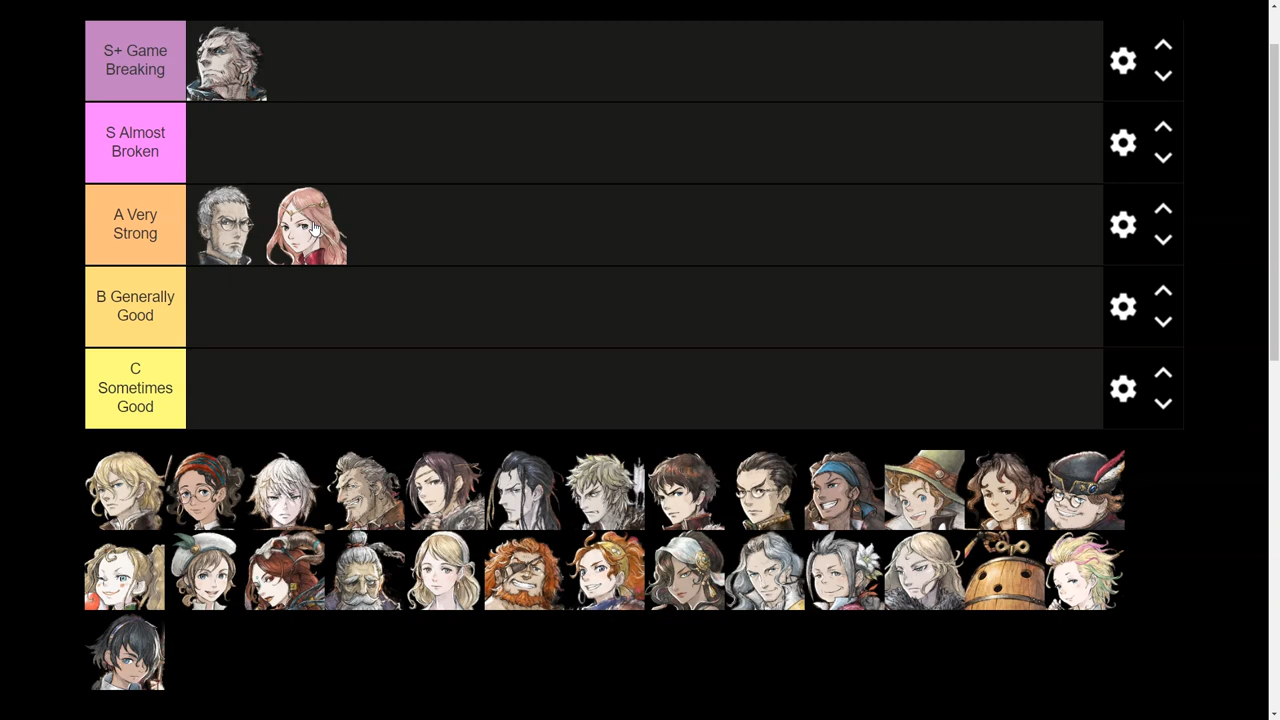 S+ Game
Breaking
S Almost
Broken
A Very
Strong
B Generally
Good
C
Sometimes
Good